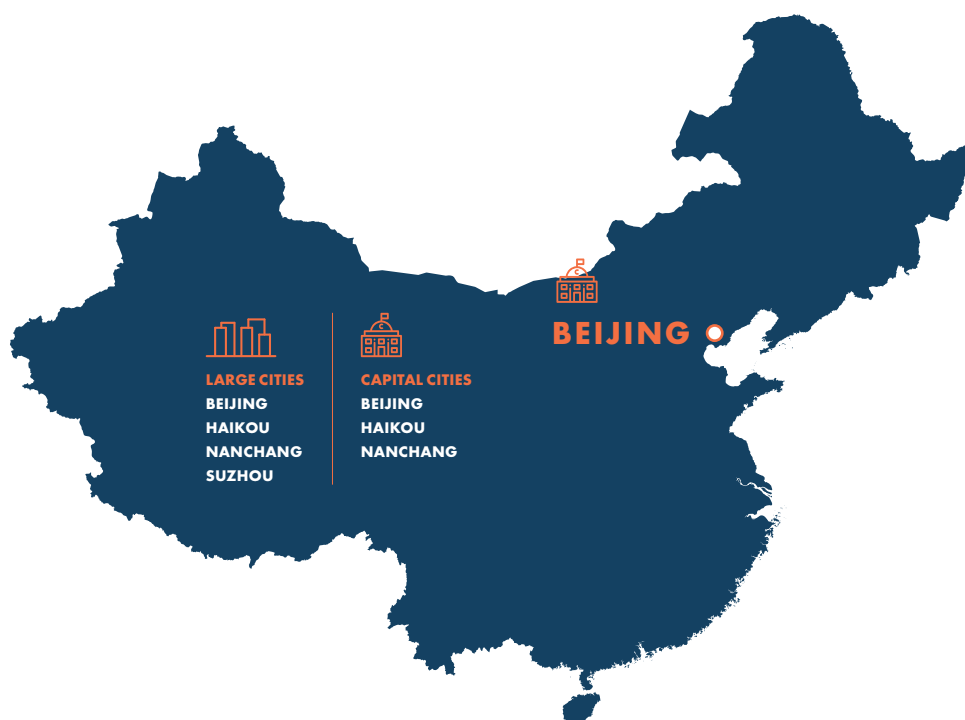 BEIJING
LARGE CITIES
BEIJING
HAIKOU
NANCHANG
SUZHOU
CAPITAL CITIES
BEIJING
HAIKOU
NANCHANG